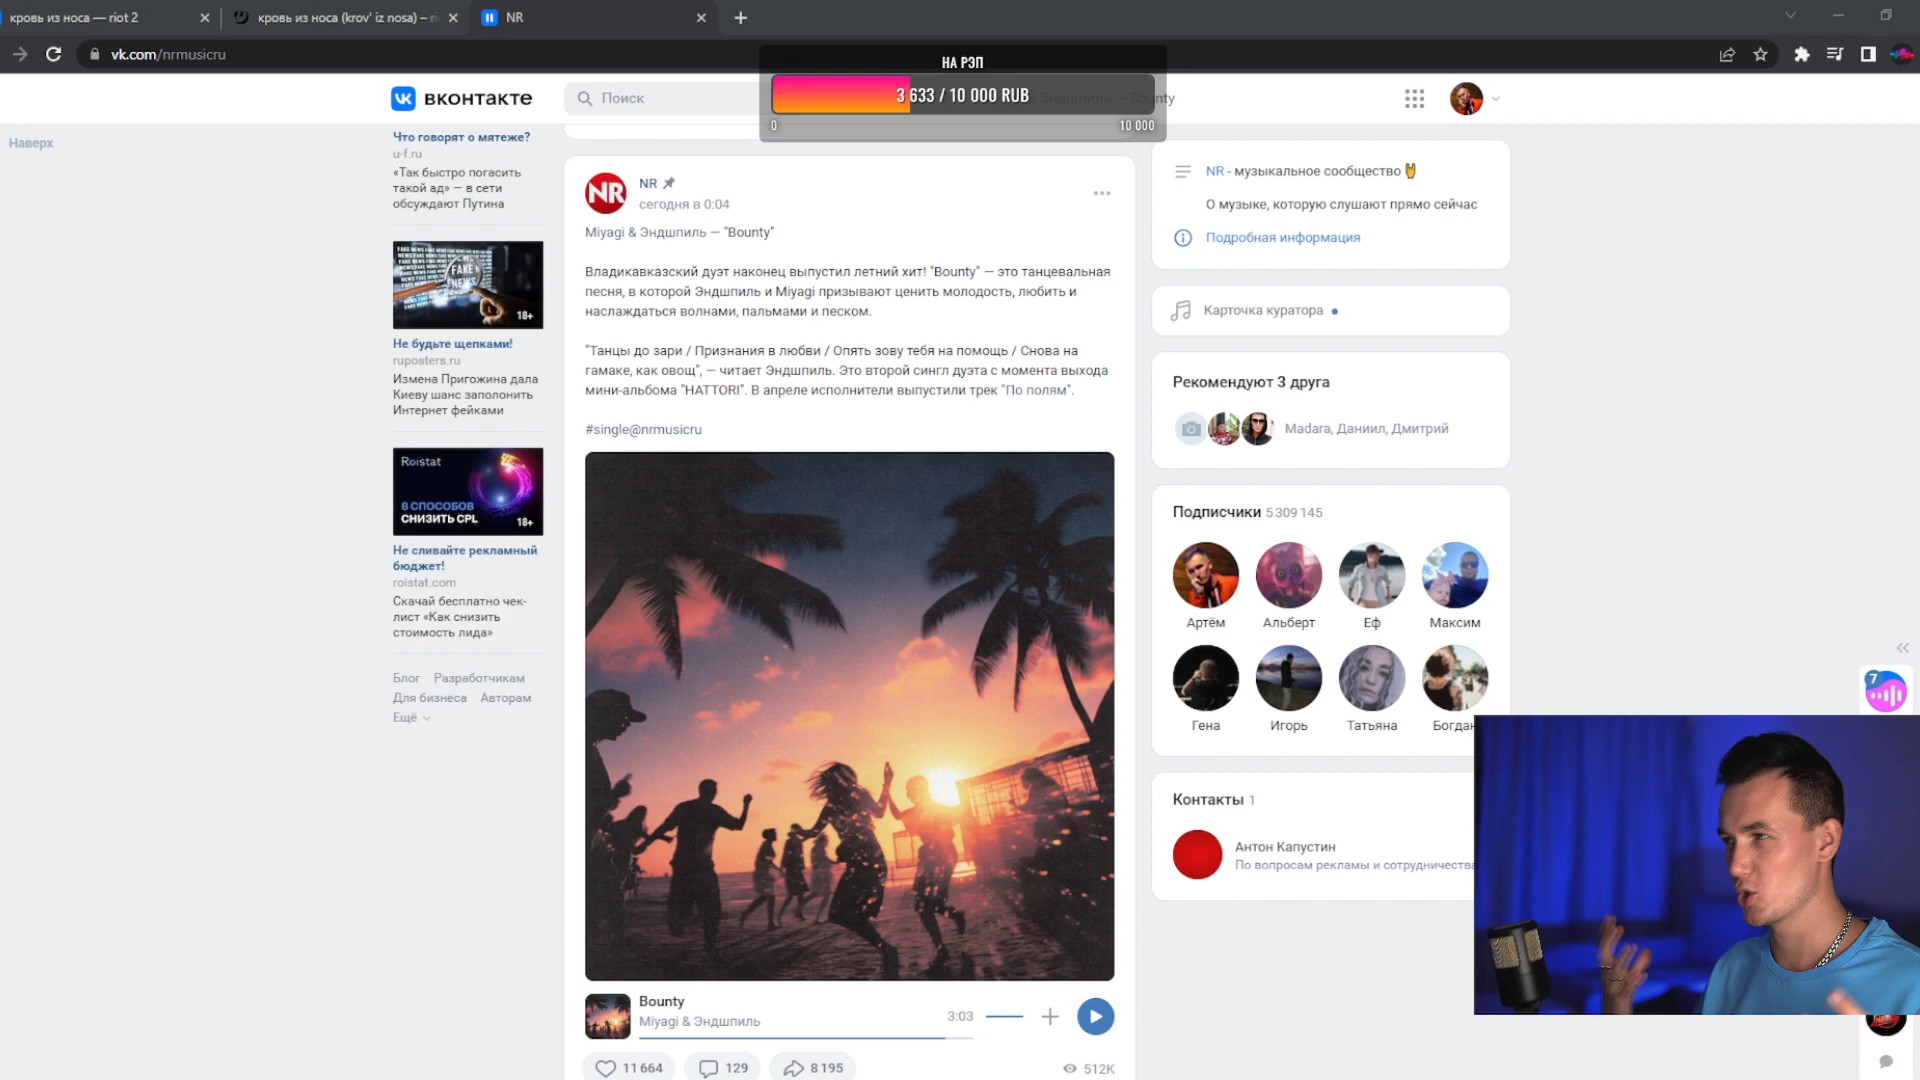 кровь из носа — riot 2
кровь из носа (krov' iz nosa) –
NR
vk.com/nrmusicru
НА РЭП
3 633 / 10 000 RUB
0
10 000
вконтакте
Поиск
Эндшпиль — Bounty
Наверх
Что говорят о мятеже?
u-f.ru
«Так быстро погасить
такой ад» — в сети
обсуждают Путина
FAKE NEWS
18+
Не будьте щепками!
ruposters.ru
Измена Пригожина дала
Киеву шанс заполонить
Интернет фейками
Roistat
8 СПОСОБОВ
СНИЗИТЬ CPL
18+
Не сливайте рекламный
бюджет!
roistat.com
Скачай бесплатно чек-
лист «Как снизить
стоимость лида»
Блог Разработчикам
Для бизнеса Авторам
Ещё
NR
NR
сегодня в 0:04
Miyagi & Эндшпиль — "Bounty"
Владикавказский дуэт наконец выпустил летний хит! "Bounty" — это танцевальная
песня, в которой Эндшпиль и Miyagi призывают ценить молодость, любить и
наслаждаться волнами, пальмами и песком.
"Танцы до зари / Признания в любви / Опять зову тебя на помощь / Снова на
гамаке, как овощ", — читает Эндшпиль. Это второй сингл дуэта с момента выхода
мини-альбома "HATTORI". В апреле исполнители выпустили трек "По полям".
#single@nrmusicru
Bounty
Miyagi & Эндшпиль
3:03
11 664
129
8 195
512K
NR - музыкальное сообщество
О музыке, которую слушают прямо сейчас
Подробная информация
Карточка куратора
Рекомендуют 3 друга
Madara, Даниил, Дмитрий
Подписчики 5 309 145
Артём
Альберт
Еф
Максим
Гена
Игорь
Татьяна
Богдан
Контакты 1
Антон Капустин
По вопросам рекламы и сотрудничества
7